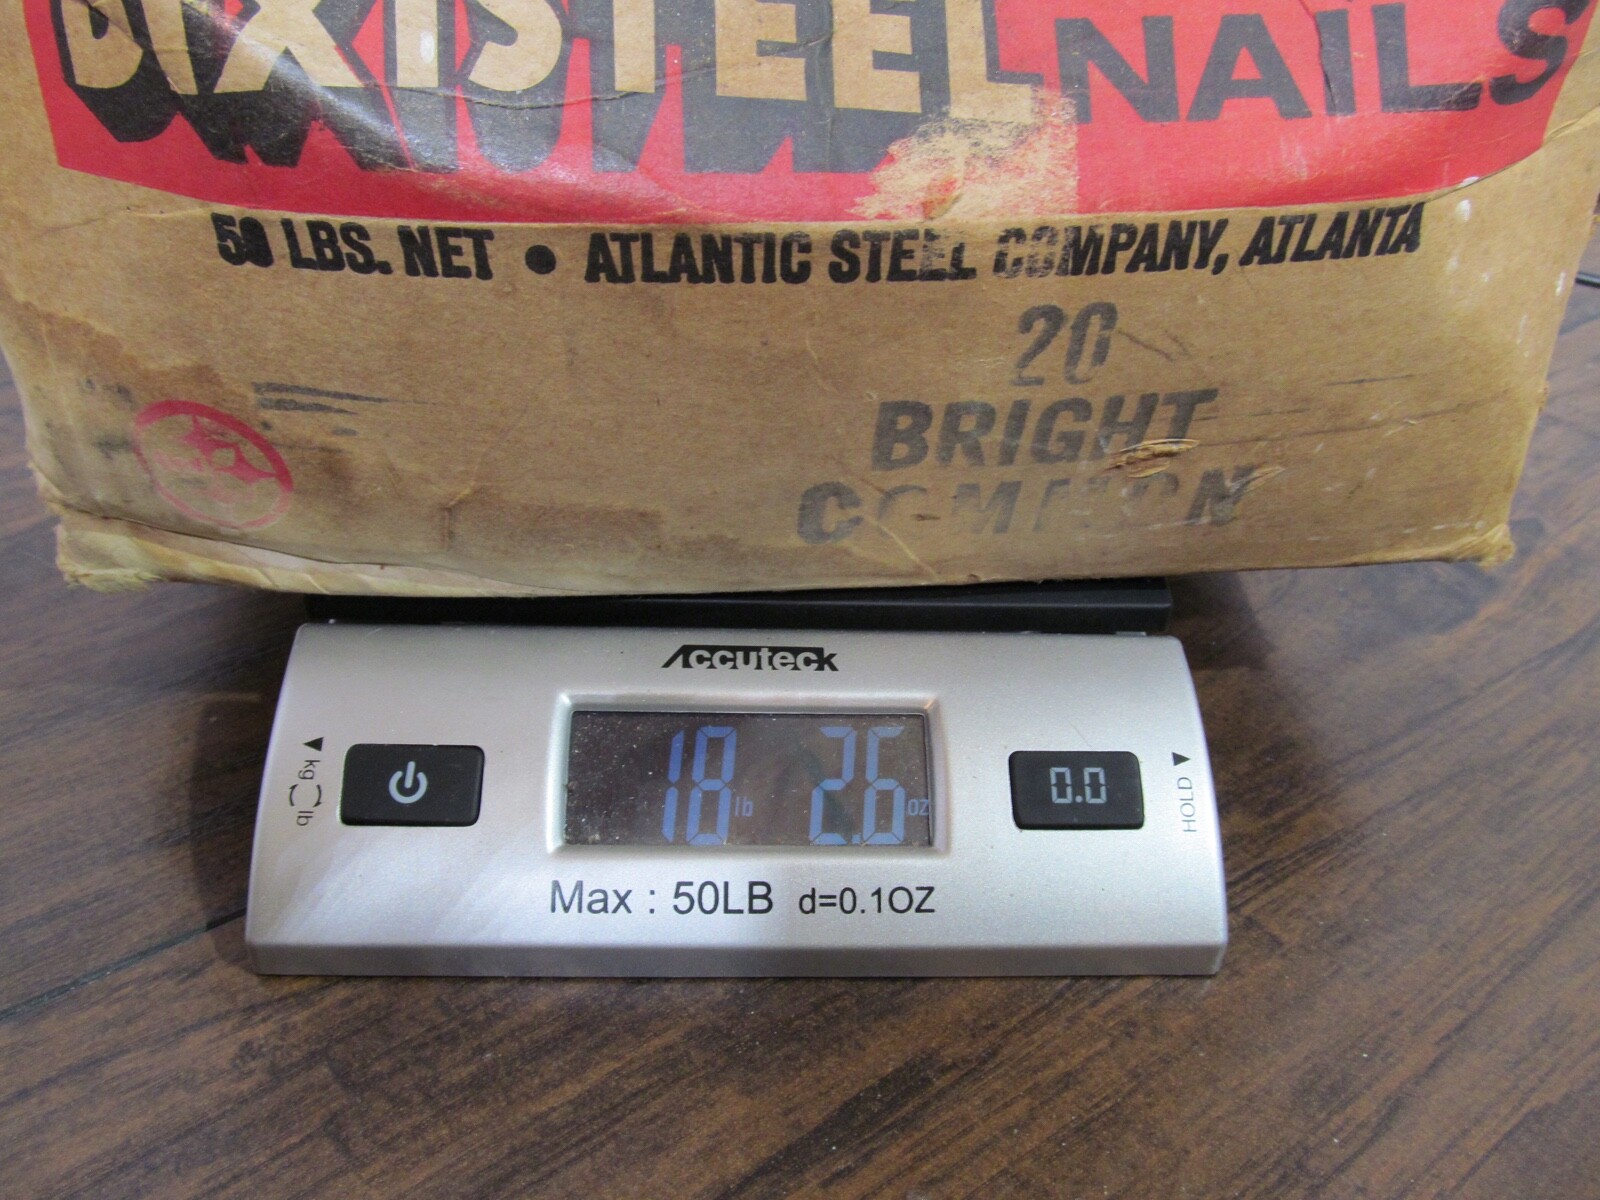 DIXISTEEL NAILS
50 LBS. NET • ATLANTIC STEEL COMPANY, ATLANTA
20
BRIGHT
COMMON
Accuteck
kg lb
18 lb 2.6 oz
0.0
HOLD
Max : 50LB d=0.1OZ